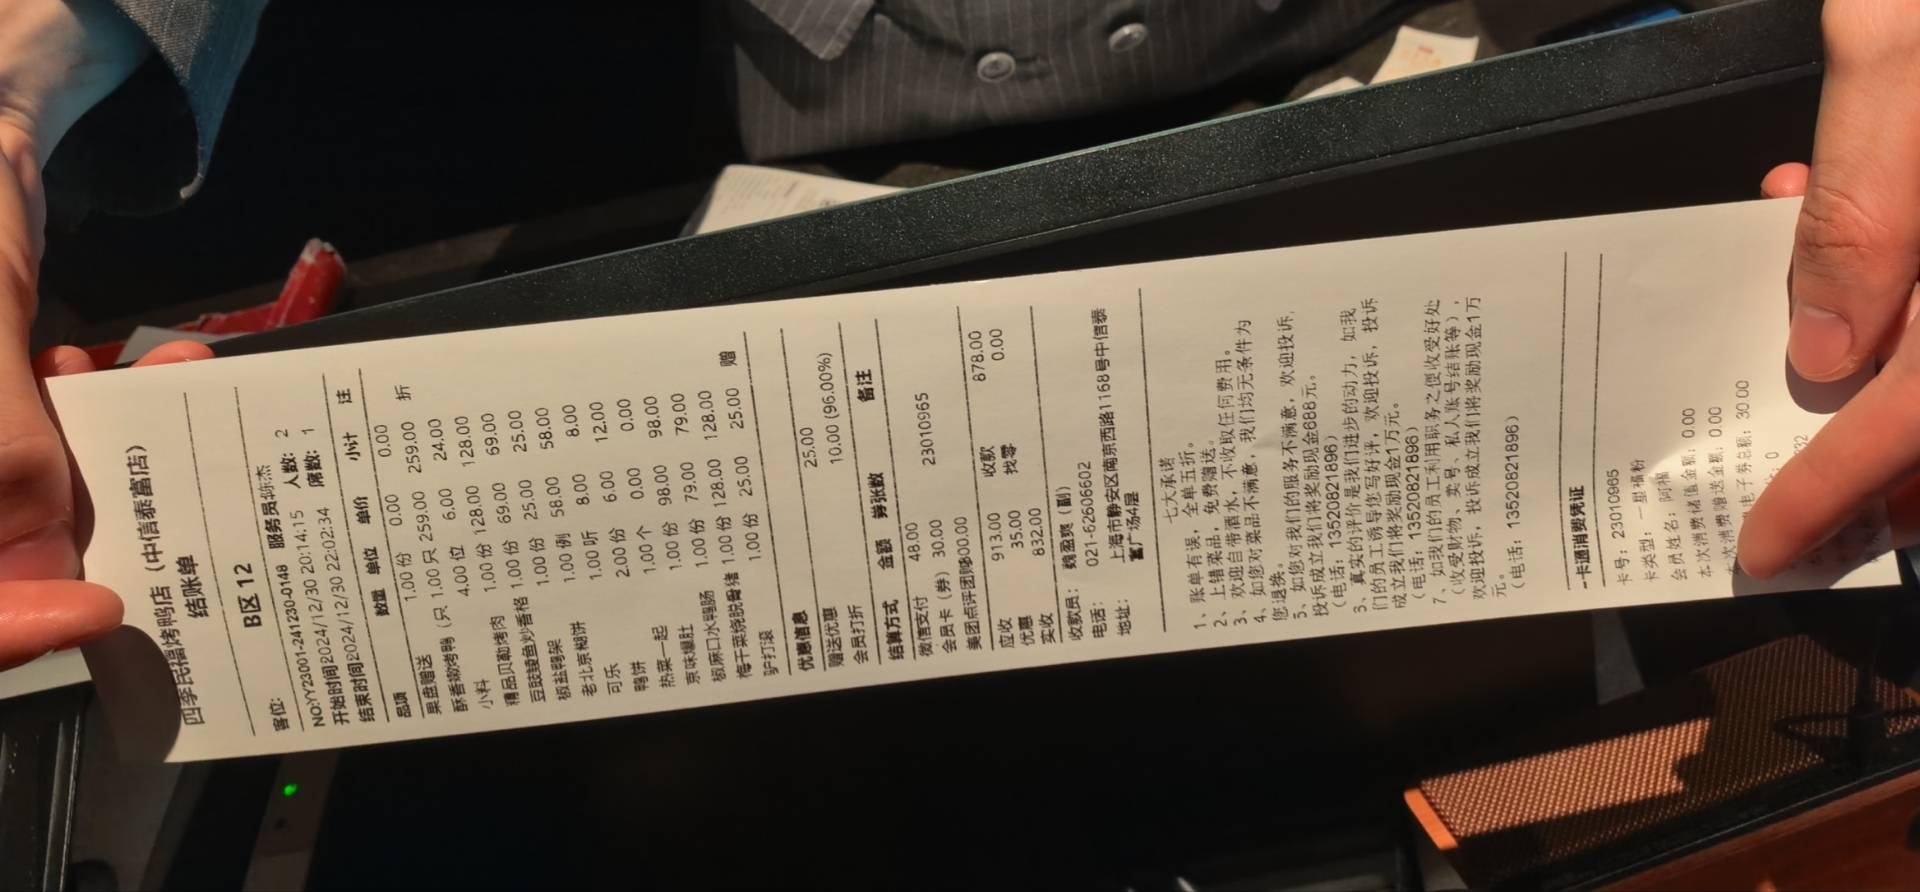 四季民福烤鸭店（中信泰富店）
结账单
客位： B区 12
NO:YY23001-241230-0148 服务员:陈杰
开始时间2024/12/30 20:14:15 人数: 2
结束时间2024/12/30 22:02:34 席数: 1
品项 数量 单位 单价 小计 注
果盘赠送 1.00 份 0.00 0.00
酥香嫩烤鸭（只 1.00 只 259.00 259.00 折
小料 4.00 位 6.00 24.00
精品贝勒烤肉 1.00 份 128.00 128.00
豆豉鲮鱼炒香格 1.00 份 69.00 69.00
椒盐鸭架 1.00 份 25.00 25.00
老北京糊饼 1.00 例 58.00 58.00
可乐 1.00 听 8.00 8.00
鸭饼 2.00 份 6.00 12.00
热菜一起 1.00 个 0.00 0.00
京味爆肚 1.00 份 98.00 98.00
椒麻口水鸭肠 1.00 份 79.00 79.00
梅干菜烧脱骨猪 1.00 份 128.00 128.00
驴打滚 1.00 份 25.00 25.00 赠
优惠信息
赠送优惠 25.00
会员打折 10.00 (96.00%)
结算方式 金额 券张数 备注
微信支付 48.00
会员卡（券） 30.00 23010965
美团点评团购800.00
应收 913.00 收款 878.00
优惠 35.00 找零 0.00
实收 832.00
收款员： 魏盈爽（副）
电话： 021-62606602
地址： 上海市静安区南京西路1168号中信泰
富广场4层
七大承诺
1、账单有误，全单五折。
2、上错菜品，免费赠送。
3、欢迎自带酒水，不收取任何费用。
4、如您对菜品不满意，我们均无条件为
您退换。
5、如您对我们的服务不满意，欢迎投诉，
投诉成立我们将奖励现金888元。
（电话：13520821896）
3、真实的评价是我们进步的动力，如我
们的员工诱导您写好评，欢迎投诉，投诉
成立我们将奖励现金1万元。
（电话：13520821896）
7、如我们的员工利用职务之便收受好处
（收受财物、卖号、私人账号结账等），
欢迎投诉，投诉成立我们将奖励现金1万
元。
（电话：13520821896）
一卡通消费凭证
卡号：23010965
卡类型：一星福粉
会员姓名：阿福
本次消费储值金额：0.00
本次消费赠送金额：0.00
电子券总额：30.00
: 0